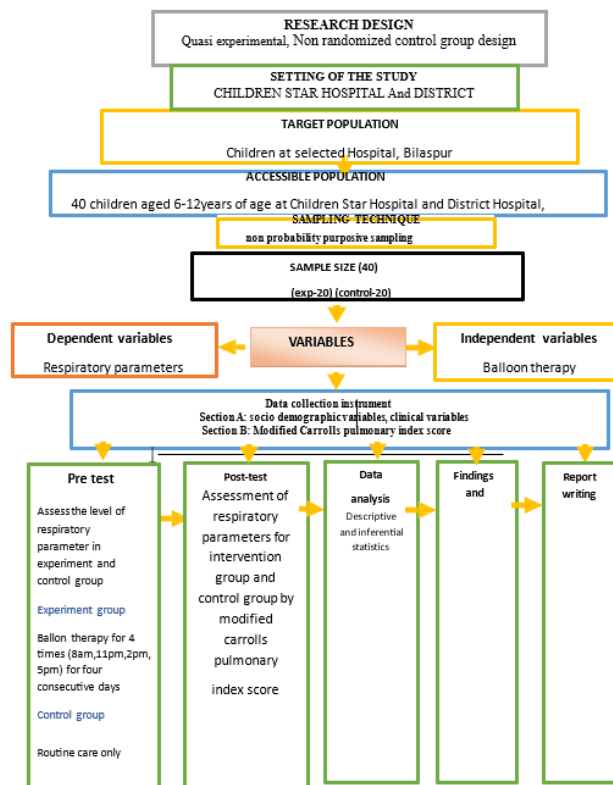 RESEARCH DESIGN
Quasi experimental, Non randomized control group design
SETTING OF THE STUDY
CHILDREN STAR HOSPITAL And DISTRICT
TARGET POPULATION
Children at selected Hospital, Bilaspur
ACCESSIBLE POPULATION
40 children aged 6-12years of age at Children Star Hospital and District Hospital,
SAMPLING TECHNIQUE
non probability purposive sampling
SAMPLE SIZE (40)
(exp-20) (control-20)
Dependent variables
Respiratory parameters
VARIABLES
Independent variables
Balloon therapy
Data collection instrument
Section A: socio demographic variables, clinical variables
Section B: Modified Carrolls pulmonary index score
Pre test
Assess the level of
respiratory
parameter in
experiment and
control group
Experiment group
Ballon therapy for 4
times (8am,11pm,2pm,
5pm) for four
consecutive days
Control group
Routine care only
Post-test
Assessment of
respiratory
parameters for
intervention
group and
control group by
modified
carrolls
pulmonary
index score
Data
analysis
Descriptive
and inferential
statistics
Findings
and
Report
writing